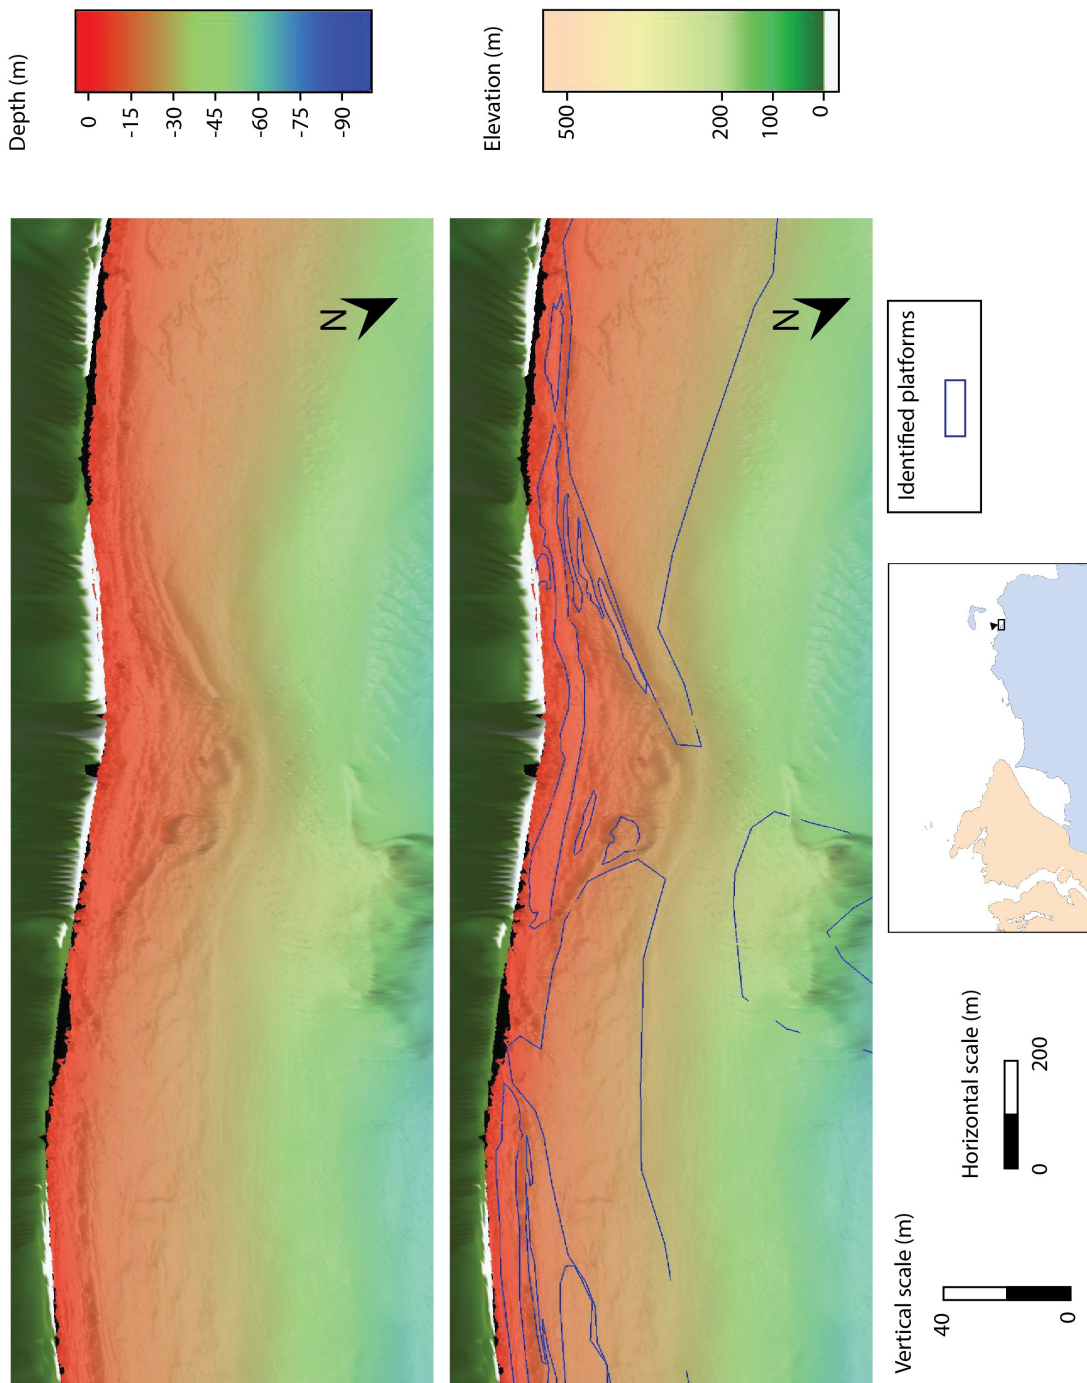 Depth (m)
0
-15
-30
-45
-60
-75
-90
Elevation (m)
500
200
100
0
N
N
Identified platforms
Horizontal scale (m)
0
200
Vertical scale (m)
40
0